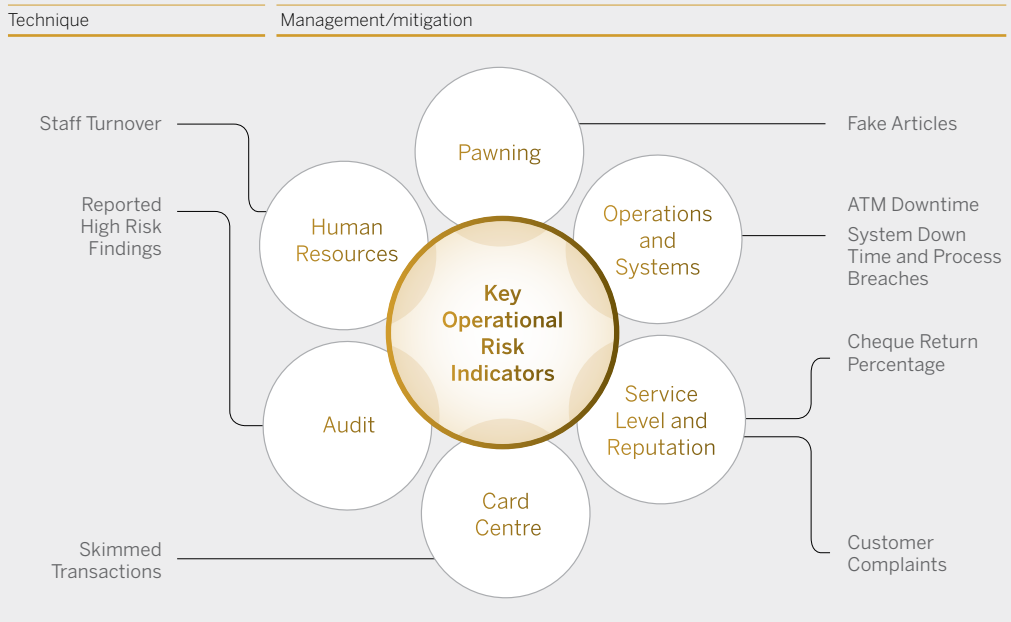 Technique
Management/mitigation
Staff Turnover
Reported
High Risk
Findings
Skimmed
Transactions
Pawning
Human
Resources
Operations
and
Systems
Key
Operational
Risk
Indicators
Audit
Service
Level and
Reputation
Card
Centre
Fake Articles
ATM Downtime
System Down
Time and Process
Breaches
Cheque Return
Percentage
Customer
Complaints